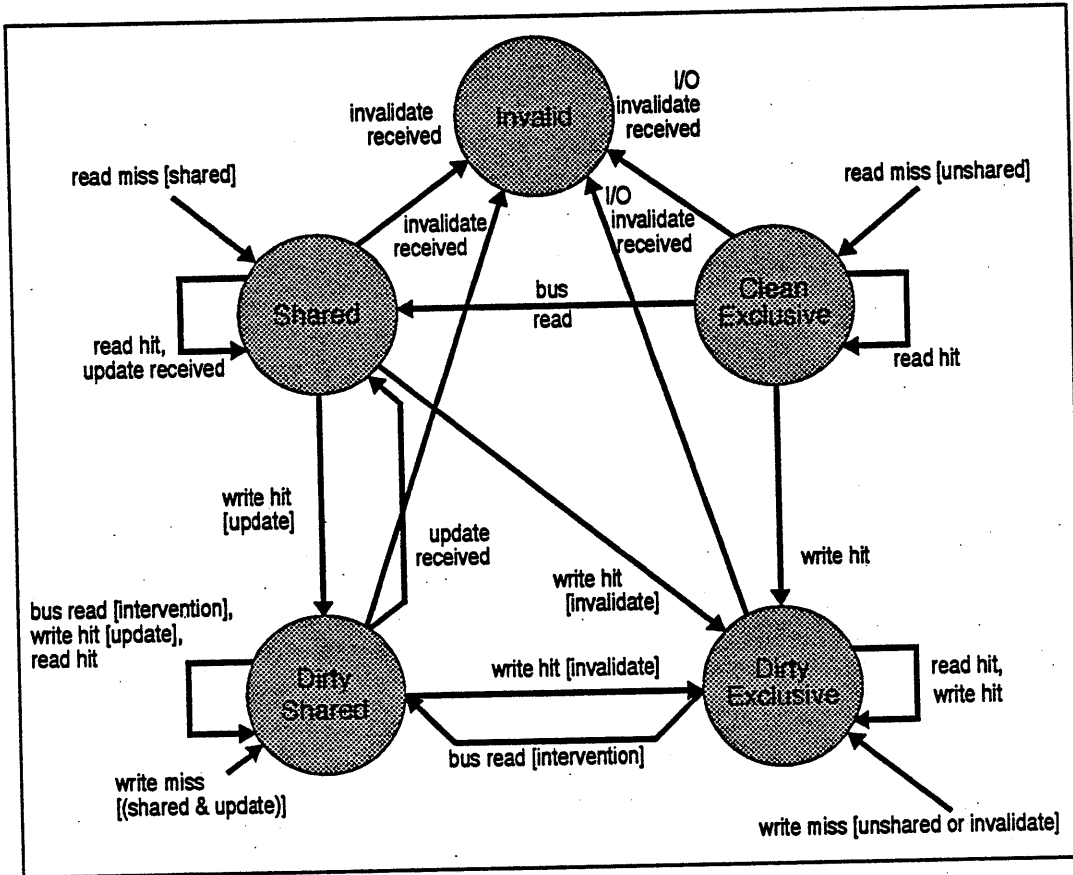 I/O
invalidate
received
invalidate
received
Invalid
read miss [shared]
read miss [unshared]
I/O
invalidate
received
invalidate
received
Shared
bus
read
Clean
Exclusive
read hit,
update received
read hit
write hit
[update]
update
received
write hit
[invalidate]
write hit
bus read [intervention],
write hit [update],
read hit
Dirty
Shared
write hit [invalidate]
Dirty
Exclusive
read hit,
write hit
bus read [intervention]
write miss
[(shared & update)]
write miss [unshared or invalidate]